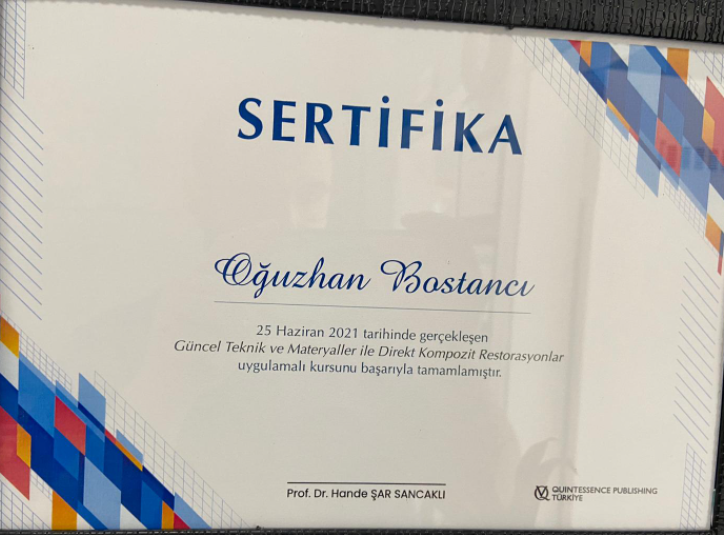 SERTİFİKA
Oğuzhan Bostancı
25 Haziran 2021 tarihinde gerçekleşen
Güncel Teknik ve Materyaller ile Direkt Kompozit Restorasyonlar
uygulamalı kursunu başarıyla tamamlamıştır.
Prof. Dr. Hande ŞAR SANCAKLI
QUINTESSENCE PUBLISHING
TÜRKİYE